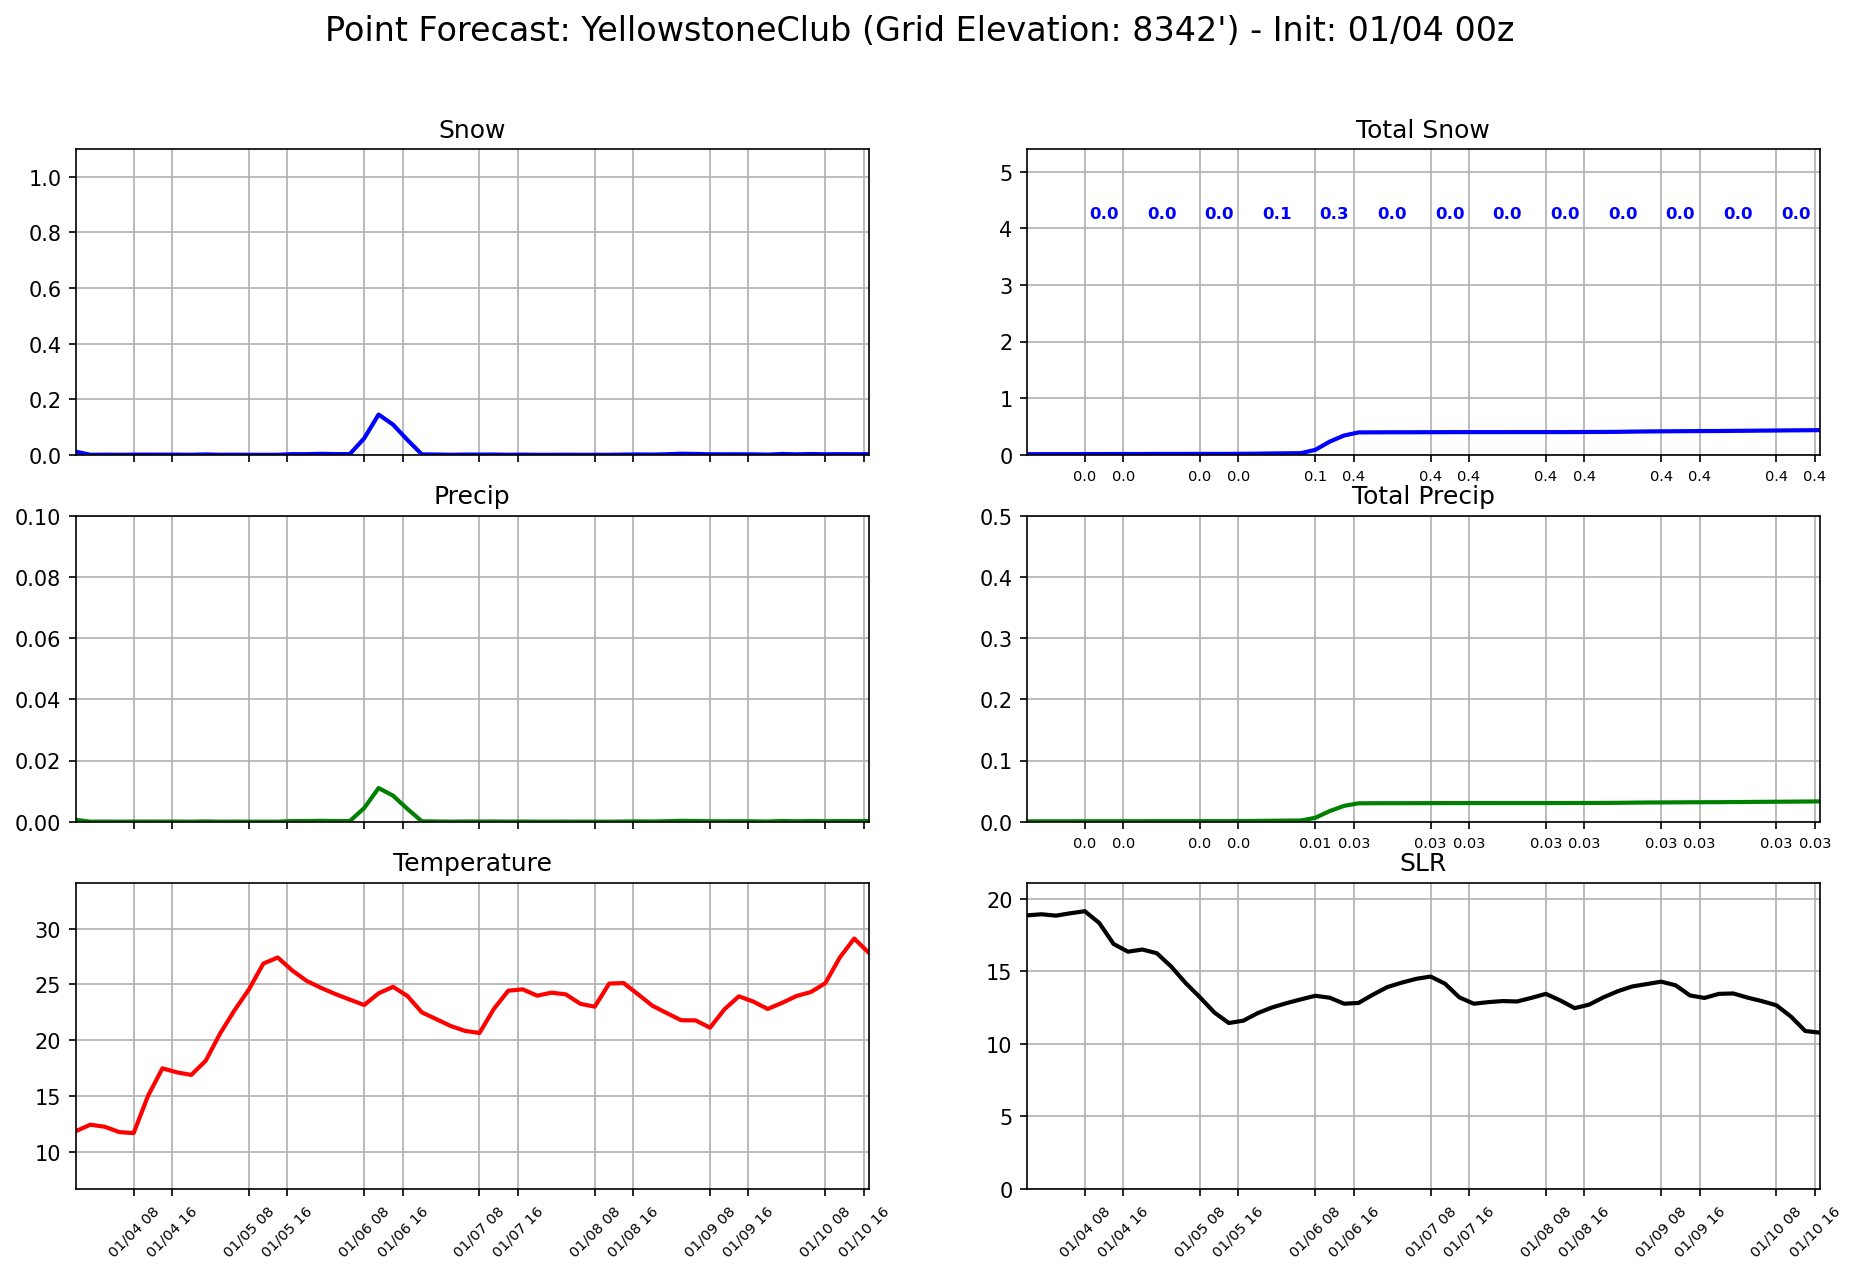 Point Forecast: YellowstoneClub (Grid Elevation: 8342') - Init: 01/04 00z
Snow
1.0
0.8
0.6
0.4
0.2
0.0
Total Snow
5
4
3
2
1
0
0.0 0.0 0.0 0.1 0.3 0.0 0.0 0.0 0.0 0.0 0.0 0.0 0.0
0.0 0.0 0.0 0.0 0.1 0.4 0.4 0.4 0.4 0.4 0.4 0.4 0.4 0.4
Precip
0.10
0.08
0.06
0.04
0.02
0.00
Total Precip
0.5
0.4
0.3
0.2
0.1
0.0
0.0 0.0 0.0 0.0 0.01 0.03 0.03 0.03 0.03 0.03 0.03 0.03 0.03 0.03
Temperature
30
25
20
15
10
01/04 08 01/04 16 01/05 08 01/05 16 01/06 08 01/06 16 01/07 08 01/07 16 01/08 08 01/08 16 01/09 08 01/09 16 01/10 08 01/10 16
SLR
20
15
10
5
0
01/04 08 01/04 16 01/05 08 01/05 16 01/06 08 01/06 16 01/07 08 01/07 16 01/08 08 01/08 16 01/09 08 01/09 16 01/10 08 01/10 16